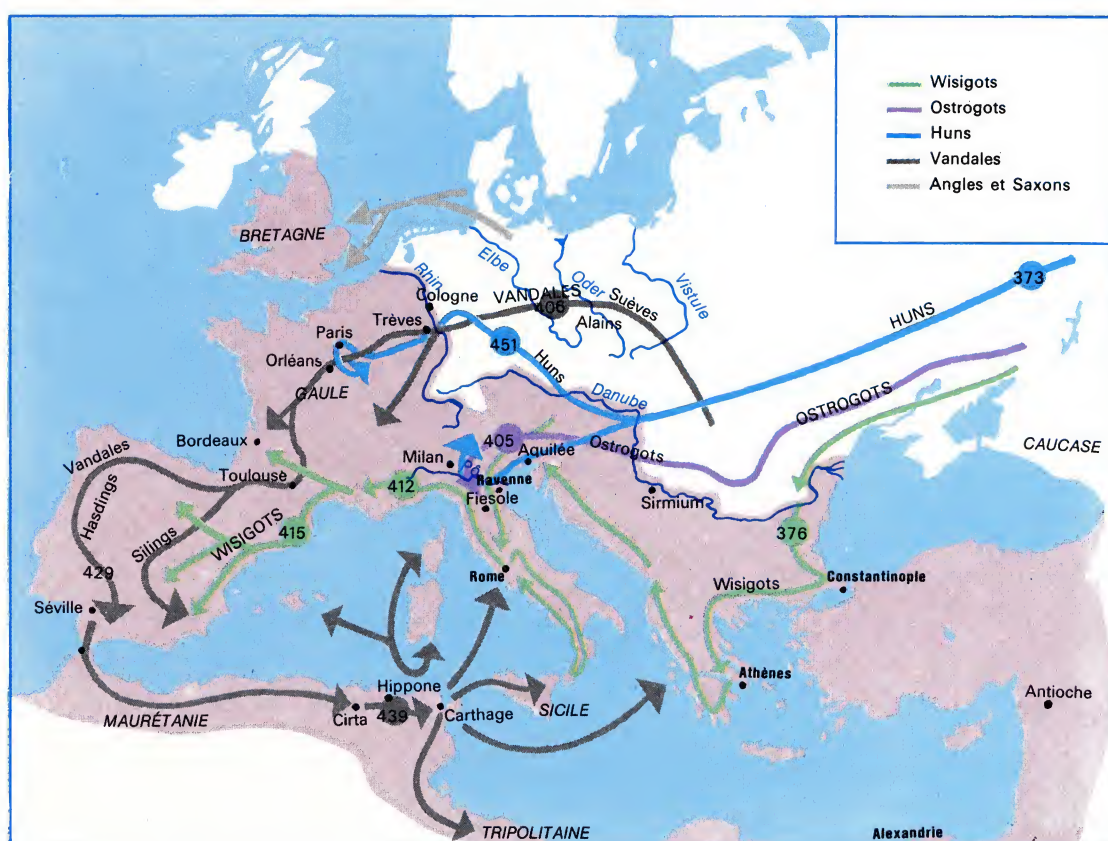 Wisigots
Ostrogots
Huns
Vandales
Angles et Saxons
BRETAGNE
Rhin
Elbe
Oder
Vistule
Cologne
VANDALES
406
Suèves
Alains
373
HUNS
Trèves
Paris
451
Huns
Orléans
GAULE
Danube
OSTROGOTS
CAUCASE
Bordeaux
405
Ostrogots
Aquilée
Milan
Pô
Vandales
Toulouse
412
Ravenne
Fiesole
Sirmium
Hasdings
Silings
WISIGOTS
415
376
429
Rome
Wisigots
Constantinople
Séville
Athènes
Antioche
Hippone
MAURÉTANIE
Cirta
439
Carthage
SICILE
TRIPOLITAINE
Alexandrie